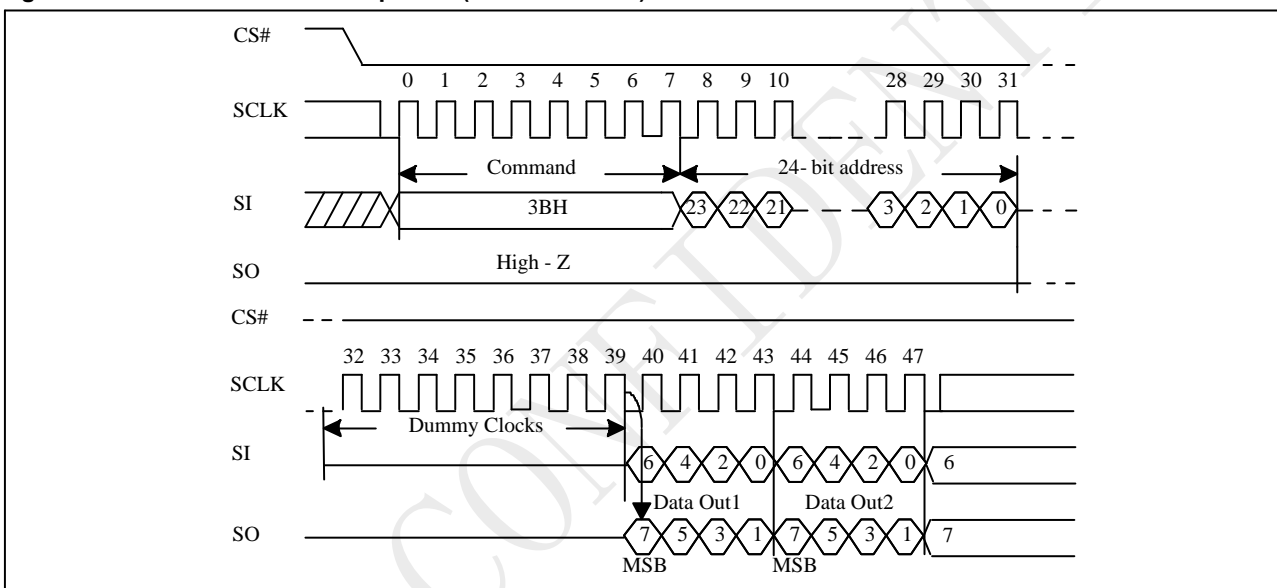 CS#
0 1 2 3 4 5 6 7 8 9 10 28 29 30 31
SCLK
Command 24- bit address
SI 3BH 23 22 21 3 2 1 0
High - Z
SO
CS#
32 33 34 35 36 37 38 39 40 41 42 43 44 45 46 47
SCLK
Dummy Clocks
SI 6 4 2 0 6 4 2 0 6
Data Out1 Data Out2
SO 7 5 3 1 7 5 3 1 7
MSB MSB
CONFIDENT